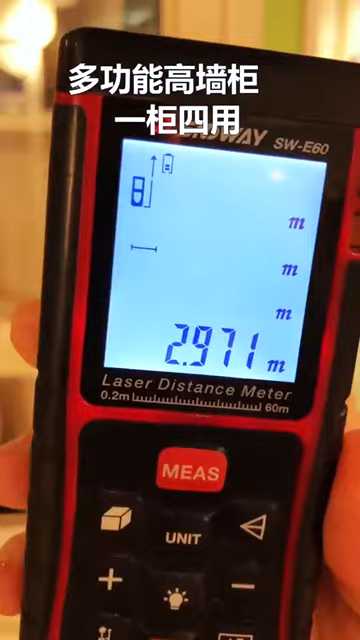 多功能高墙柜
一柜四用
SW-E60
m
m
m
2.971 m
Laser Distance Meter
0.2m 60m
MEAS
UNIT
+
−